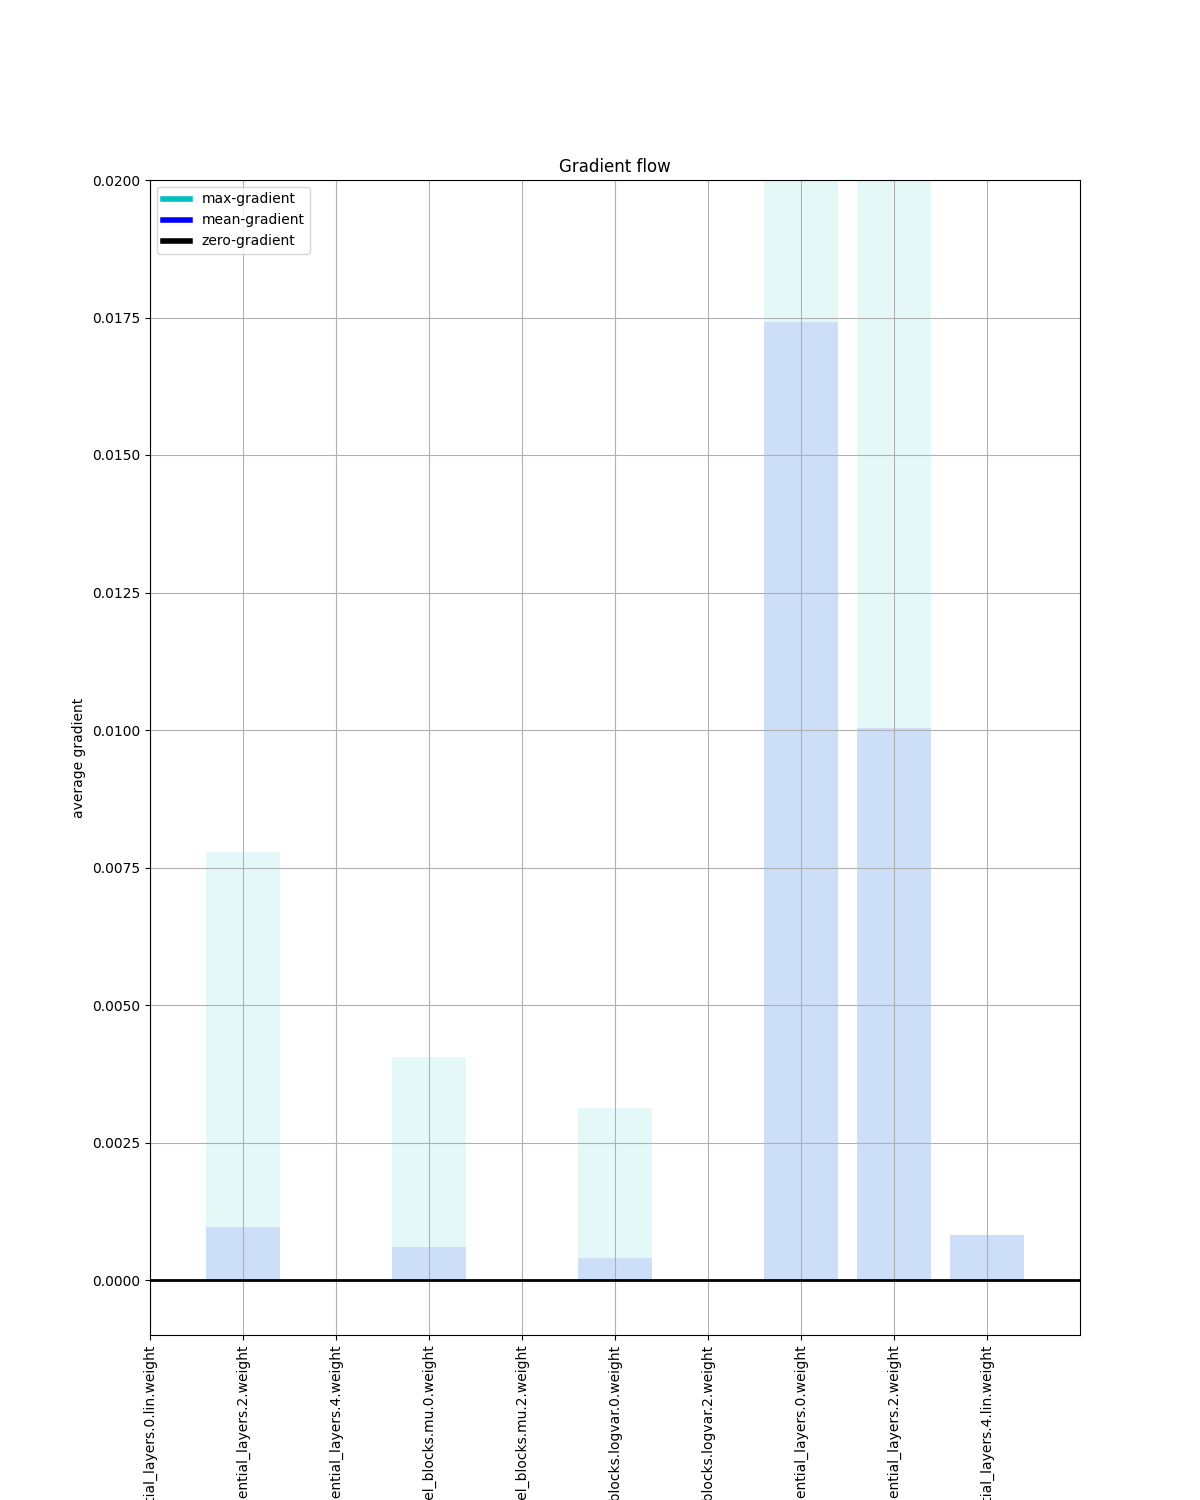 Gradient flow
max-gradient
mean-gradient
zero-gradient
0.0200
0.0175
0.0150
0.0125
0.0100
0.0075
0.0050
0.0025
0.0000
average gradient
tial_layers.0.lin.weight
ential_layers.2.weight
ential_layers.4.weight
el_blocks.mu.0.weight
el_blocks.mu.2.weight
blocks.logvar.0.weight
blocks.logvar.2.weight
ential_layers.0.weight
ential_layers.2.weight
tial_layers.4.lin.weight